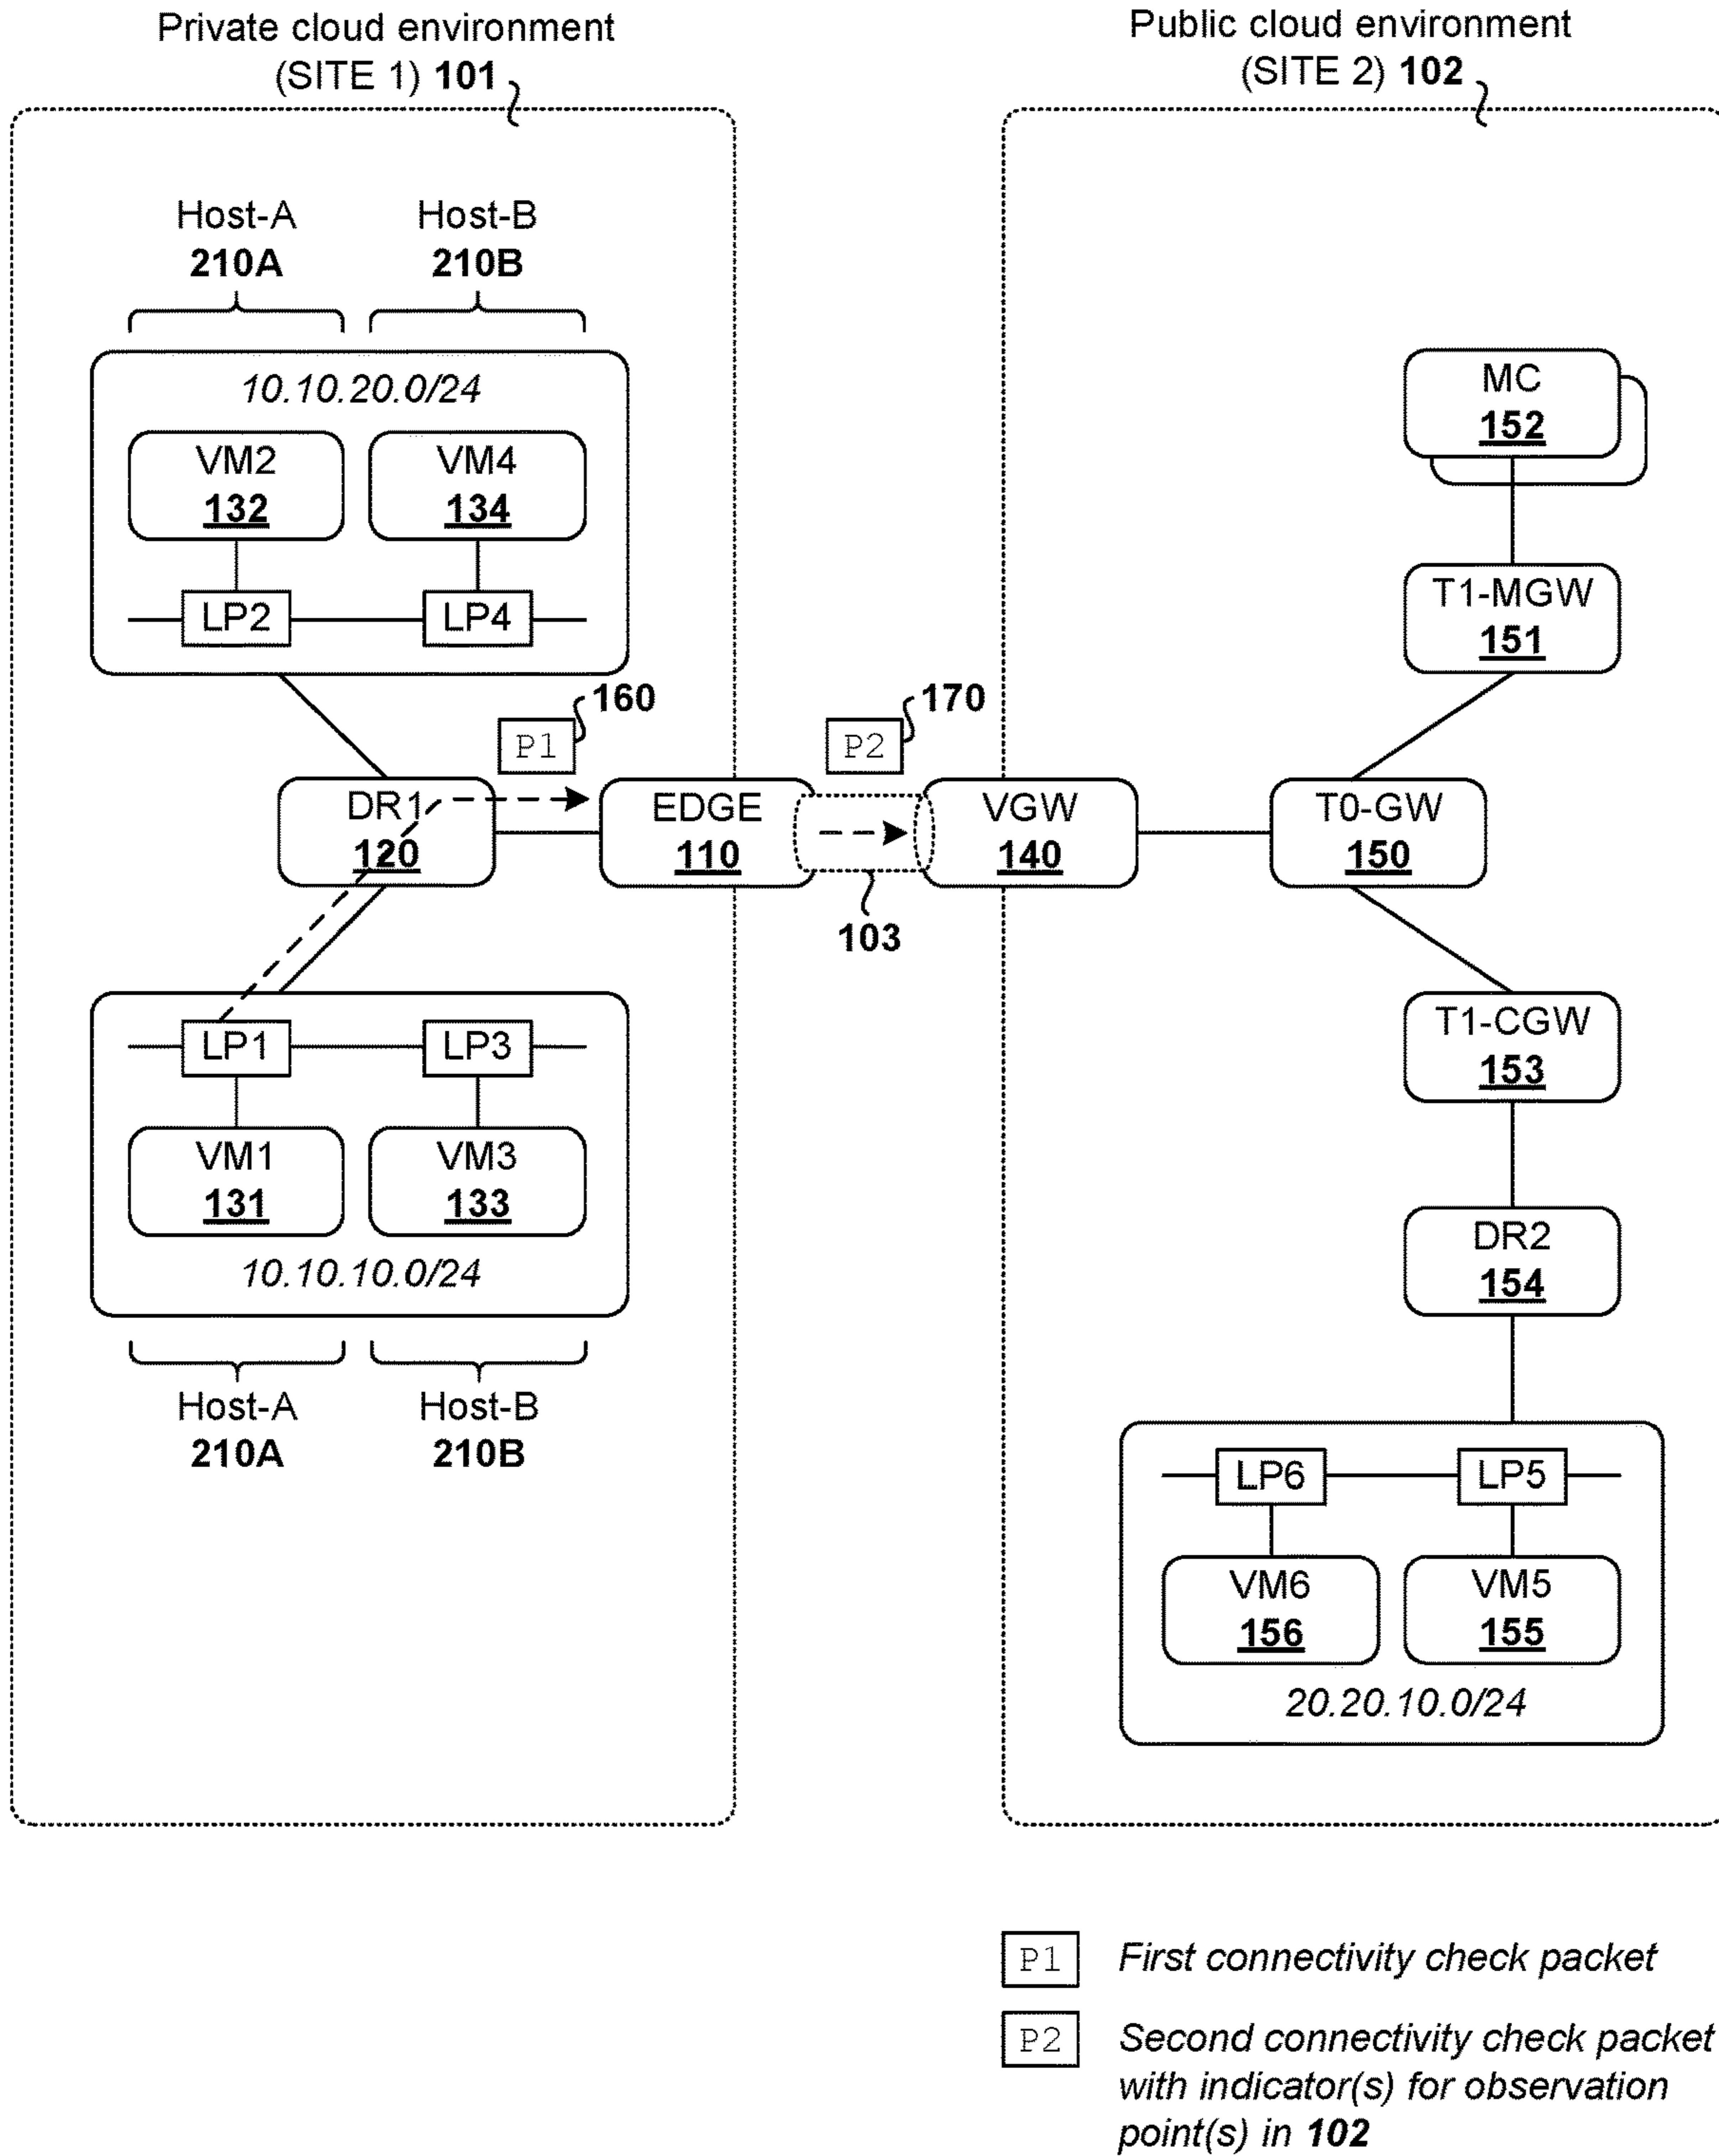 Private cloud environment
(SITE 1) 101
Public cloud environment
(SITE 2) 102
Host-A
210A
Host-B
210B
10.10.20.0/24
VM2
132
VM4
134
LP2
LP4
MC
152
T1-MGW
151
P1
160
P2
170
DR1
120
EDGE
110
VGW
140
T0-GW
150
103
LP1
LP3
VM1
131
VM3
133
10.10.10.0/24
Host-A
210A
Host-B
210B
T1-CGW
153
DR2
154
LP6
LP5
VM6
156
VM5
155
20.20.10.0/24
P1
First connectivity check packet
P2
Second connectivity check packet
with indicator(s) for observation
point(s) in 102